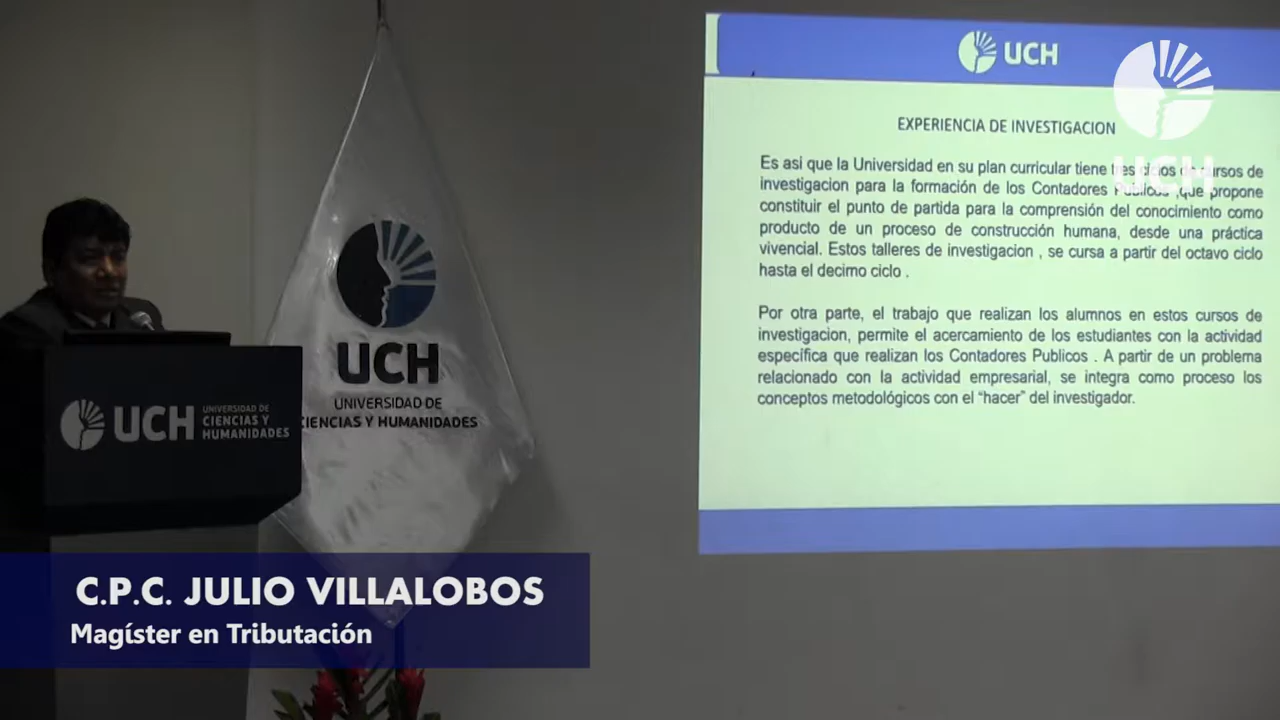 UCH
UCH
EXPERIENCIA DE INVESTIGACION
Es asi que la Universidad en su plan curricular tiene tres ciclos de cursos de
investigacion para la formación de los Contadores Publicos ,que propone
constituir el punto de partida para la comprensión del conocimiento como
producto de un proceso de construcción humana, desde una práctica
vivencial. Estos talleres de investigacion , se cursa a partir del octavo ciclo
hasta el decimo ciclo .
Por otra parte, el trabajo que realizan los alumnos en estos cursos de
investigacion, permite el acercamiento de los estudiantes con la actividad
específica que realizan los Contadores Publicos . A partir de un problema
relacionado con la actividad empresarial, se integra como proceso los
conceptos metodológicos con el “hacer” del investigador.
UCH
UNIVERSIDAD DE
CIENCIAS Y HUMANIDADES
UCH
UNIVERSIDAD DE
CIENCIAS Y
HUMANIDADES
C.P.C. JULIO VILLALOBOS
Magíster en Tributación